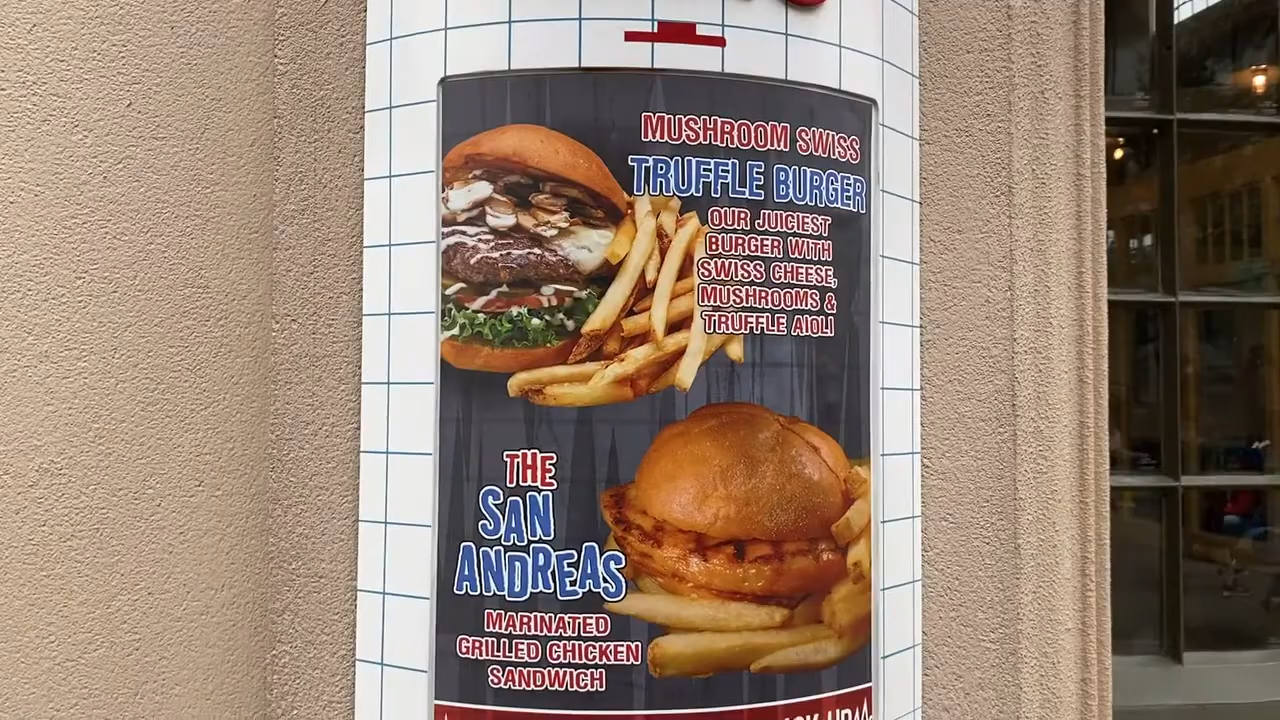 MUSHROOM SWISS
TRUFFLE BURGER
OUR JUICIEST
BURGER WITH
SWISS CHEESE,
MUSHROOMS &
TRUFFLE AIOLI
THE
SAN
ANDREAS
MARINATED
GRILLED CHICKEN
SANDWICH